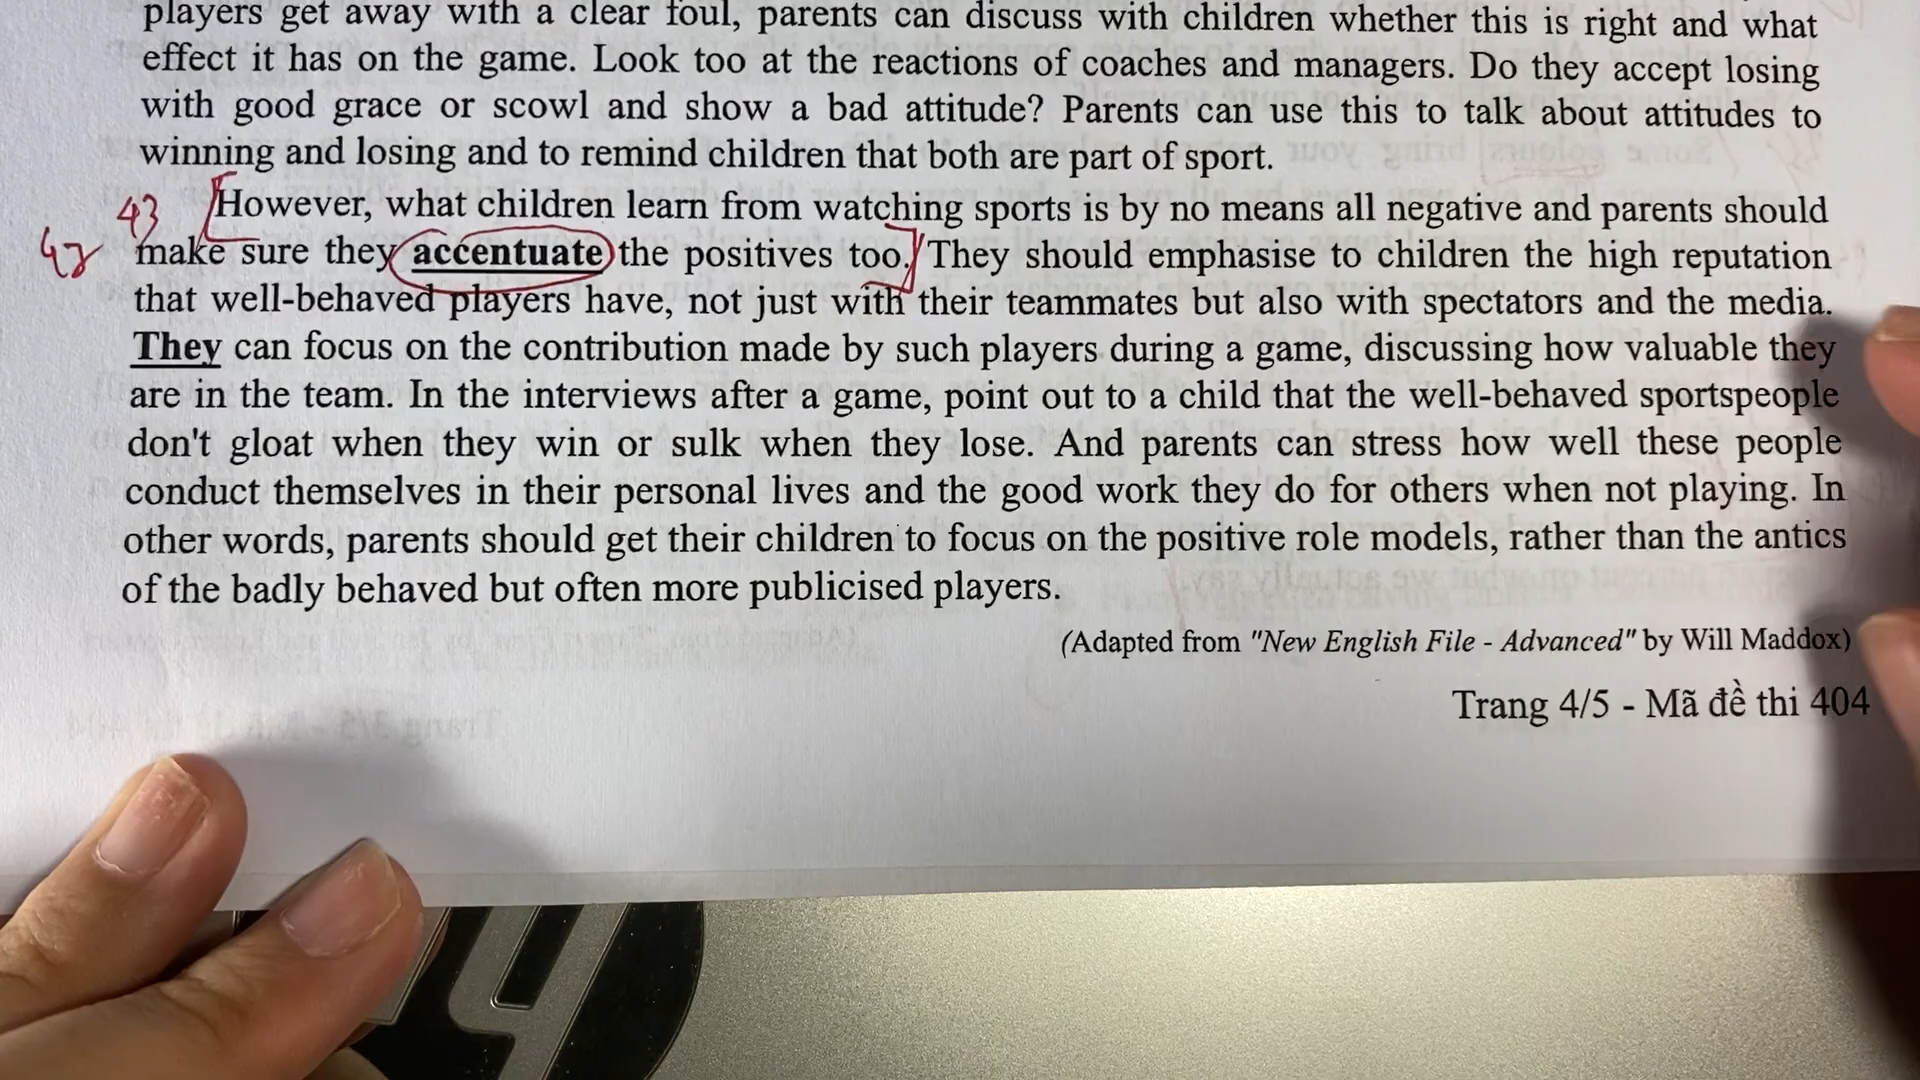 players get away with a clear foul, parents can discuss with children whether this is right and what
effect it has on the game. Look too at the reactions of coaches and managers. Do they accept losing
with good grace or scowl and show a bad attitude? Parents can use this to talk about attitudes to
winning and losing and to remind children that both are part of sport.
43 However, what children learn from watching sports is by no means all negative and parents should
42 make sure they accentuate the positives too. They should emphasise to children the high reputation
that well-behaved players have, not just with their teammates but also with spectators and the media.
They can focus on the contribution made by such players during a game, discussing how valuable they
are in the team. In the interviews after a game, point out to a child that the well-behaved sportspeople
don't gloat when they win or sulk when they lose. And parents can stress how well these people
conduct themselves in their personal lives and the good work they do for others when not playing. In
other words, parents should get their children to focus on the positive role models, rather than the antics
of the badly behaved but often more publicised players.
(Adapted from "New English File - Advanced" by Will Maddox)
Trang 4/5 - Mã đề thi 404